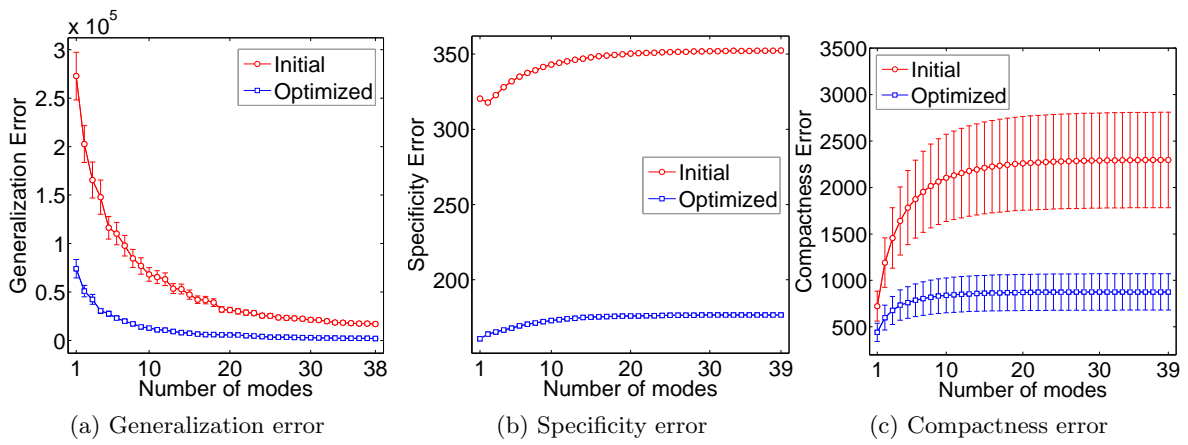 x 10^5
3
2.5
2
1.5
1
0.5
0
Generalization Error
Initial
Optimized
1 10 20 30 38
Number of modes
(a) Generalization error
350
300
250
200
Specificity Error
Initial
Optimized
1 10 20 30 39
Number of modes
(b) Specificity error
3500
3000
2500
2000
1500
1000
500
Compactness Error
Initial
Optimized
1 10 20 30 39
Number of modes
(c) Compactness error